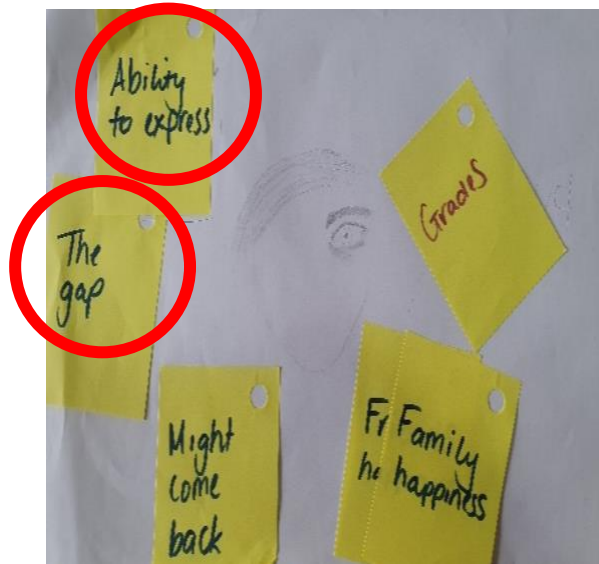 Ability
to express
Grades
The
gap
Might
come
back
Family
happiness